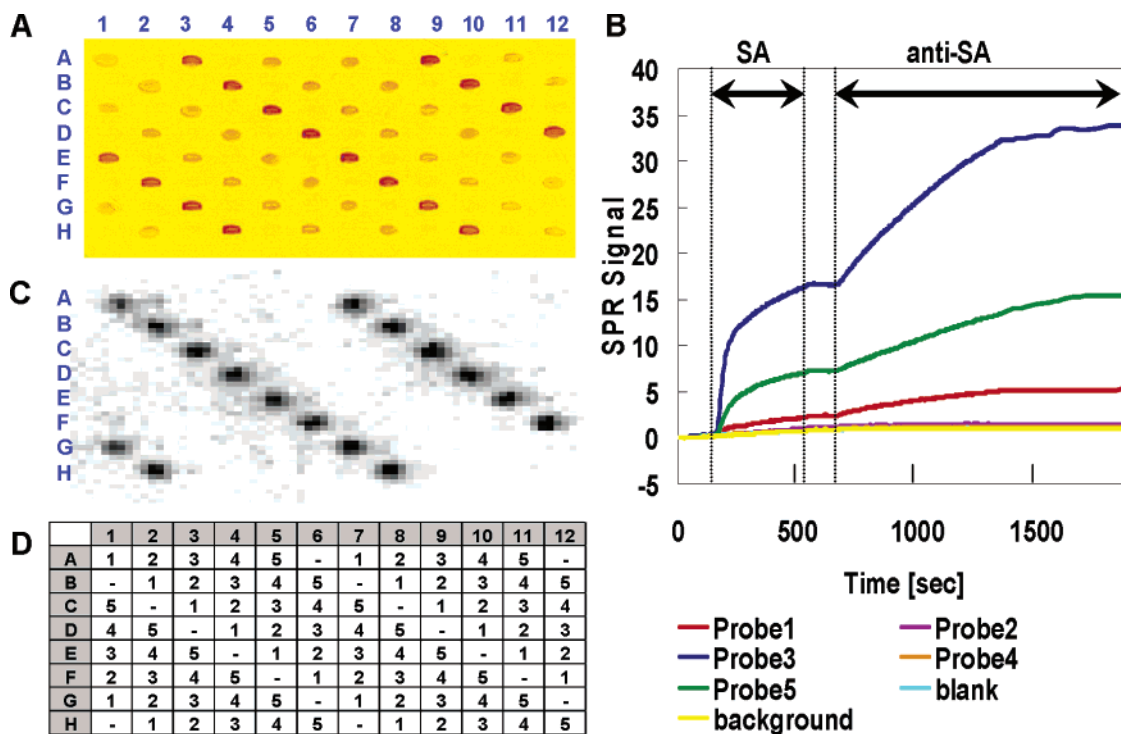 A
1 2 3 4 5 6 7 8 9 10 11 12
A
B
C
D
E
F
G
H
B
SA anti-SA
40
35
30
25
20
15
10
5
0
-5
SPR Signal
0 500 1000 1500
Time [sec]
Probe1 Probe2
Probe3 Probe4
Probe5 blank
background
C
A
B
C
D
E
F
G
H
D
1 2 3 4 5 6 7 8 9 10 11 12
A 1 2 3 4 5 - 1 2 3 4 5 -
B - 1 2 3 4 5 - 1 2 3 4 5
C 5 - 1 2 3 4 5 - 1 2 3 4
D 4 5 - 1 2 3 4 5 - 1 2 3
E 3 4 5 - 1 2 3 4 5 - 1 2
F 2 3 4 5 - 1 2 3 4 5 - 1
G 1 2 3 4 5 - 1 2 3 4 5 -
H - 1 2 3 4 5 - 1 2 3 4 5